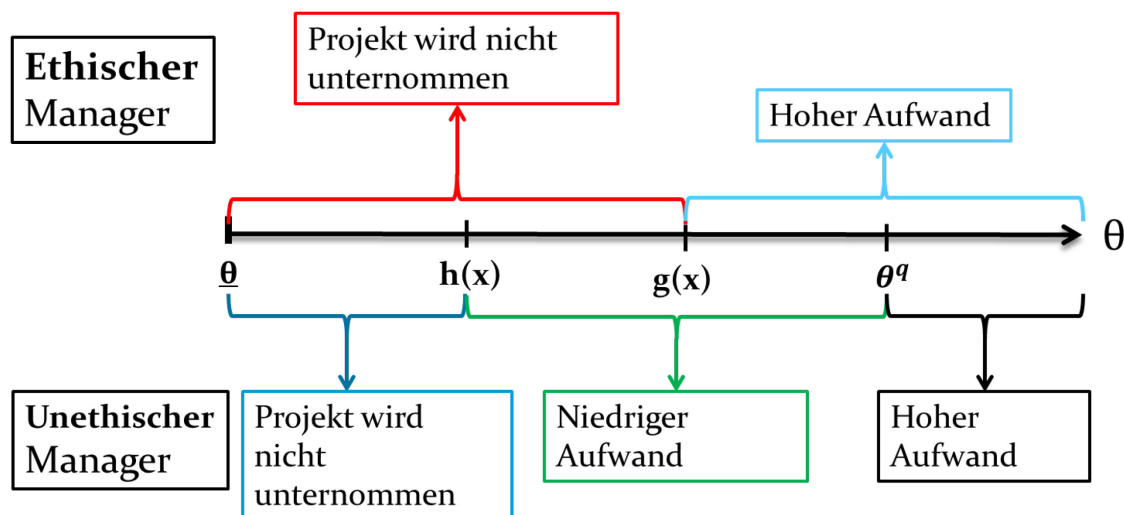 Ethischer
Manager
Projekt wird nicht
unternommen
Hoher Aufwand
θ
θ̲
h(x)
g(x)
θ^q
Unethischer
Manager
Projekt wird
nicht
unternommen
Niedriger
Aufwand
Hoher
Aufwand